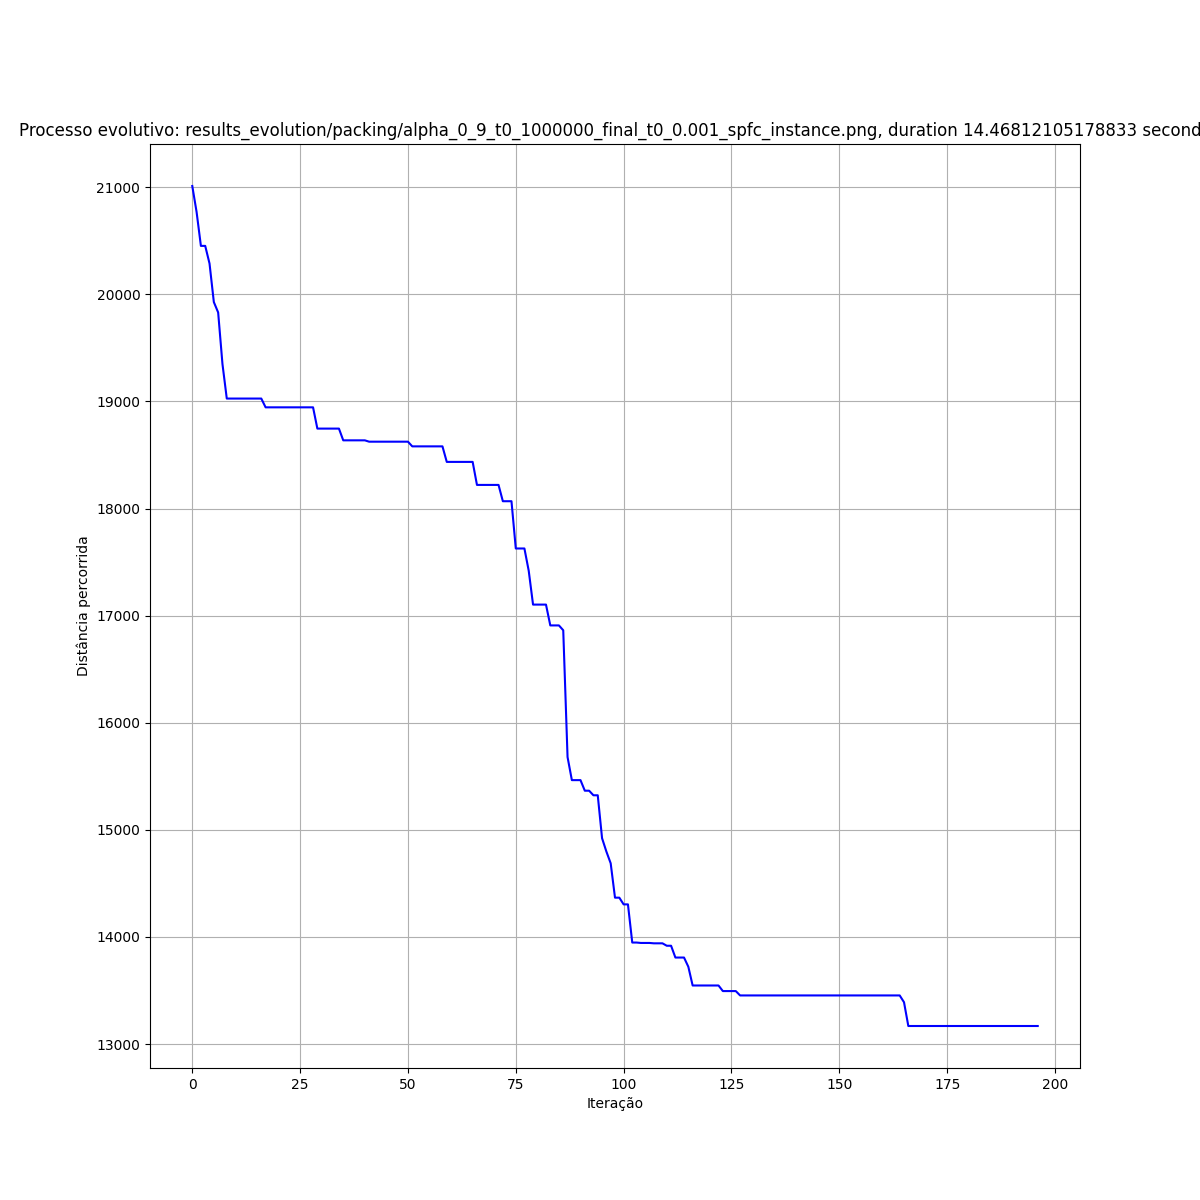 Processo evolutivo: results_evolution/packing/alpha_0_9_t0_1000000_final_t0_0.001_spfc_instance.png, duration 14.46812105178833 second
21000
20000
19000
18000
17000
16000
15000
14000
13000
Distância percorrida
0 25 50 75 100 125 150 175 200
Iteração